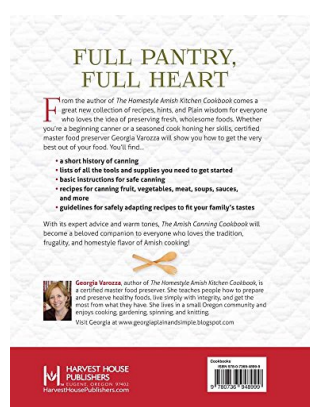 FULL PANTRY,
FULL HEART
From the author of The Homestyle Amish Kitchen Cookbook comes a
great new collection of recipes, hints, and Plain wisdom for everyone
who loves the idea of preserving fresh, wholesome foods. Whether
you're a beginning canner or a seasoned cook honing her skills, certified
master food preserver Georgia Varozza will show you how to get the very
best out of your food. You'll find...
• a short history of canning
• lists of all the tools and supplies you need to get started
• basic instructions for safe canning
• recipes for canning fruit, vegetables, meat, soups, sauces,
and more
• guidelines for safely adapting recipes to fit your family's tastes
With its expert advice and warm tones, The Amish Canning Cookbook will
become a beloved companion to everyone who loves the tradition,
frugality, and homestyle flavor of Amish cooking!
Georgia Varozza, author of The Homestyle Amish Kitchen Cookbook, is
a certified master food preserver. She teaches people how to prepare
and preserve healthy foods, live simply with integrity, and get the
most from what they have. She lives in a small Oregon community and
enjoys cooking, gardening, spinning, and knitting.
Visit Georgia at www.georgiaplainandsimple.blogspot.com
HARVEST HOUSE
PUBLISHERS
EUGENE, OREGON 97402
HarvestHousePublishers.com
Cookbooks
ISBN 978-0-7369-4899-9
9 780736 948999